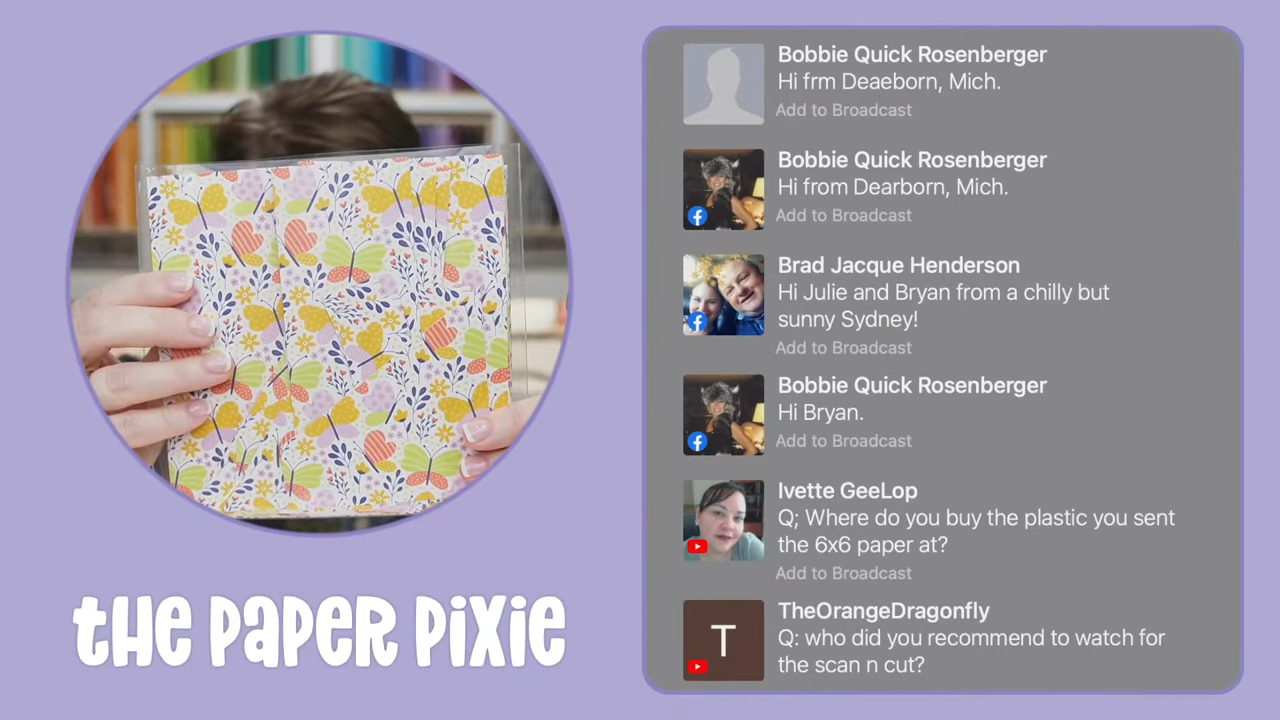 the paper pixie
Bobbie Quick Rosenberger
Hi frm Deaeborn, Mich.
Add to Broadcast
Bobbie Quick Rosenberger
Hi from Dearborn, Mich.
Add to Broadcast
Brad Jacque Henderson
Hi Julie and Bryan from a chilly but
sunny Sydney!
Add to Broadcast
Bobbie Quick Rosenberger
Hi Bryan.
Add to Broadcast
Ivette GeeLop
Q; Where do you buy the plastic you sent
the 6x6 paper at?
Add to Broadcast
T
TheOrangeDragonfly
Q: who did you recommend to watch for
the scan n cut?